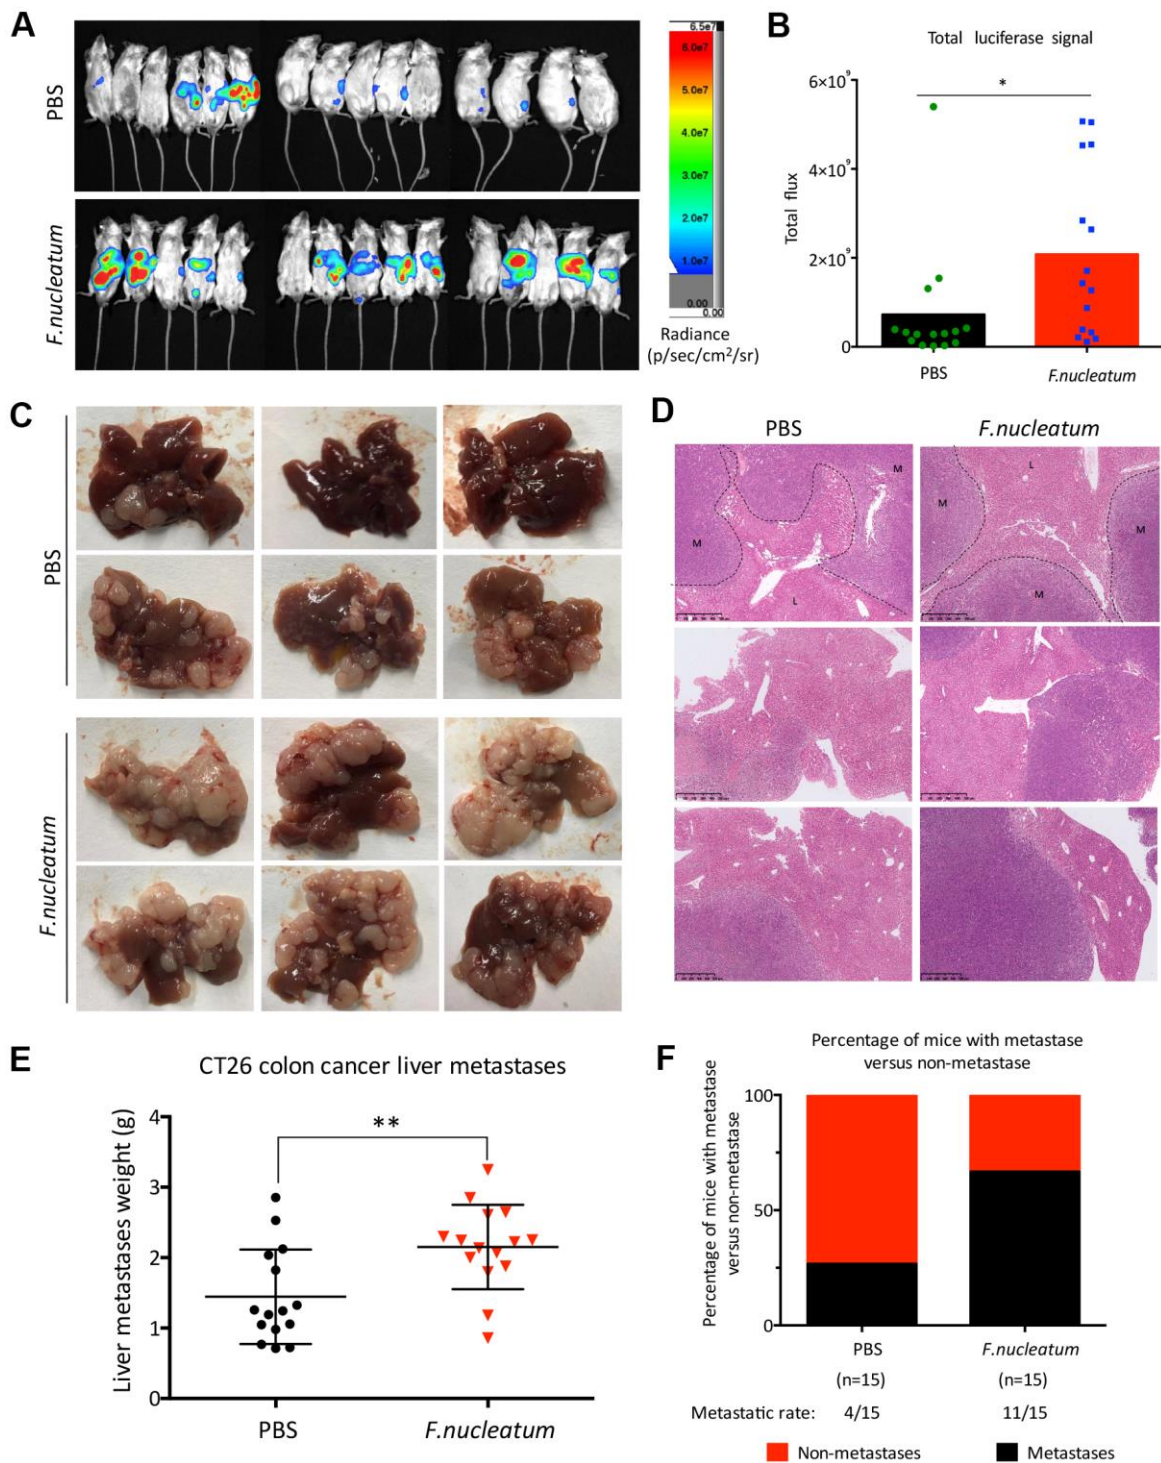 A
PBS
F.nucleatum
6.5e7
6.0e7
5.0e7
4.0e7
3.0e7
2.0e7
1.0e7
0.00
0.00
Radiance
(p/sec/cm²/sr)
B
Total luciferase signal
*
Total flux
6×10⁹
4×10⁹
2×10⁹
0
PBS
F.nucleatum
C
PBS
F.nucleatum
D
PBS
F.nucleatum
M
M
L
L
M
M
M
E
CT26 colon cancer liver metastases
**
Liver metastases weight (g)
4
3
2
1
0
PBS
F.nucleatum
F
Percentage of mice with metastase
versus non-metastase
Percentage of mice with metastase
versus non-metastase
100
50
0
PBS
F.nucleatum
(n=15)
(n=15)
Metastatic rate:
4/15
11/15
Non-metastases
Metastases